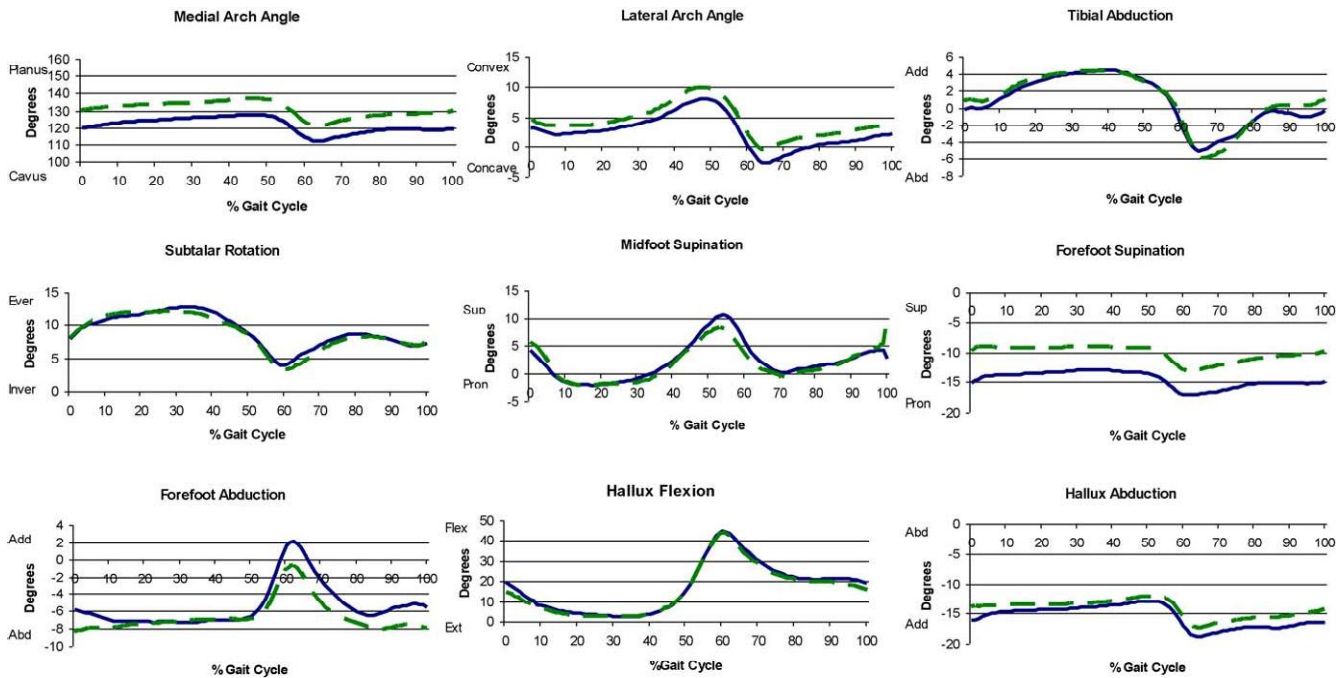 Medial Arch Angle
160
Planus
150
140
130
120
110
100
Cavus
Degrees
0 10 20 30 40 50 60 70 80 90 100
% Gait Cycle
Lateral Arch Angle
15
Convex
10
5
0
Concave
-5
Degrees
0 10 20 30 40 50 60 70 80 90 100
% Gait Cycle
Tibial Abduction
6
Add
4
2
0
-2
-4
-6
-8
Abd
Degrees
0 10 20 30 40 50 60 70 80 90 100
% Gait Cycle
Subtalar Rotation
Ever
15
10
5
Inver
0
Degrees
0 10 20 30 40 50 60 70 80 90 100
% Gait Cycle
Midfoot Supination
15
Sup
10
5
0
Pron
-5
Degrees
0 10 20 30 40 50 60 70 80 90 100
% Gait Cycle
Forefoot Supination
0
Sup
-5
-10
-15
Pron
-20
Degrees
0 10 20 30 40 50 60 70 80 90 100
% Gait Cycle
Forefoot Abduction
4
Add
2
0
-2
-4
-6
-8
Abd
-10
Degrees
0 10 20 30 40 50 60 70 80 90 100
% Gait Cycle
Hallux Flexion
50
Flex
40
30
20
10
0
Ext
Degrees
0 10 20 30 40 50 60 70 80 90 100
%Gait Cycle
Hallux Abduction
Abd
0
-5
-10
-15
Add
-20
Degrees
0 10 20 30 40 50 60 70 80 90 100
% Gait Cycle